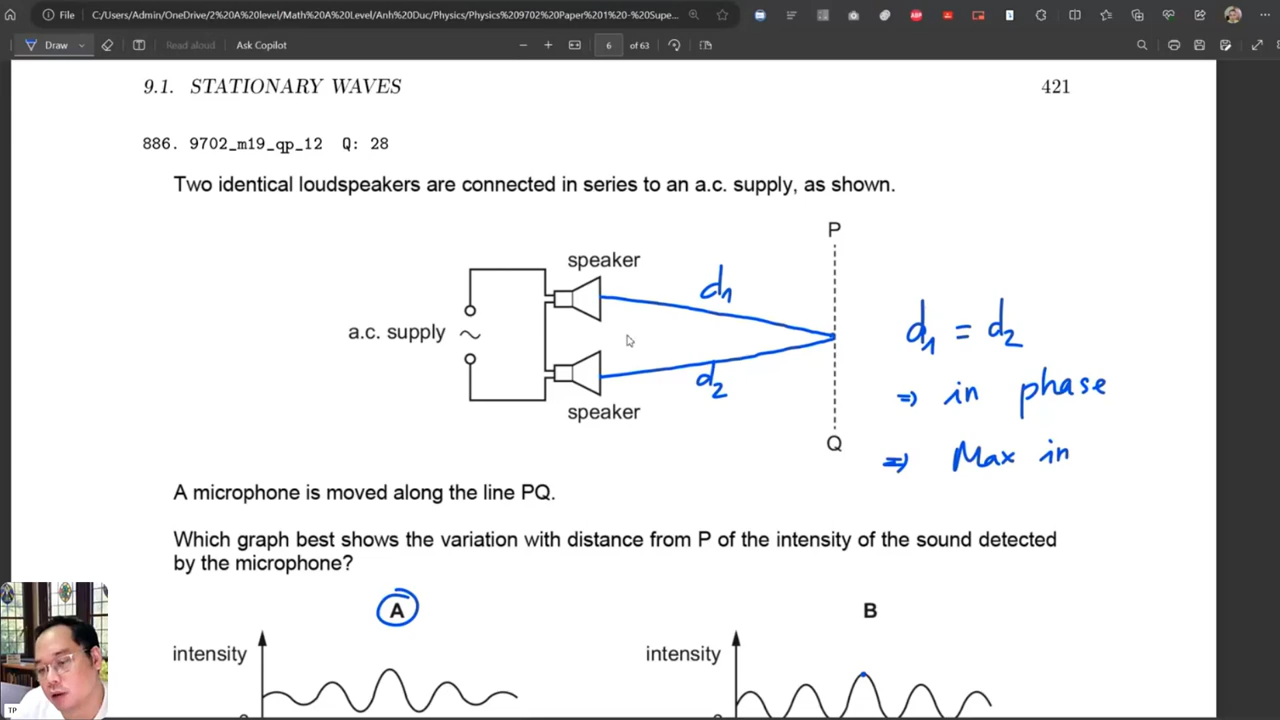 File
C:/Users/Admin/OneDrive/2%20A%20level/Math%20A%20Level/Anh%20Duc/Physics/Physics%209702%20Paper%201%20-%20Supe...
Draw
Read aloud
Ask Copilot
6
of 63
9.1. STATIONARY WAVES
421
886. 9702_m19_qp_12 Q: 28
Two identical loudspeakers are connected in series to an a.c. supply, as shown.
P
speaker
d1
a.c. supply
~
d1 = d2
d2
⇒ in phase
speaker
Q
⇒ Max in
A microphone is moved along the line PQ.
Which graph best shows the variation with distance from P of the intensity of the sound detected
by the microphone?
A
B
intensity
intensity
TP